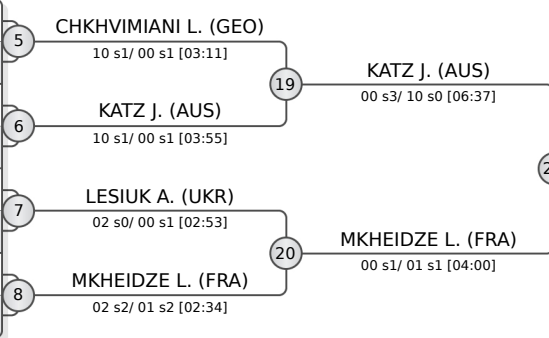 CHKHVIMIANI L. (GEO)
5
10 s1/ 00 s1 [03:11]
19
KATZ J. (AUS)
00 s3/ 10 s0 [06:37]
KATZ J. (AUS)
6
10 s1/ 00 s1 [03:55]
LESIUK A. (UKR)
7
02 s0/ 00 s1 [02:53]
20
MKHEIDZE L. (FRA)
00 s1/ 01 s1 [04:00]
MKHEIDZE L. (FRA)
8
02 s2/ 01 s2 [02:34]